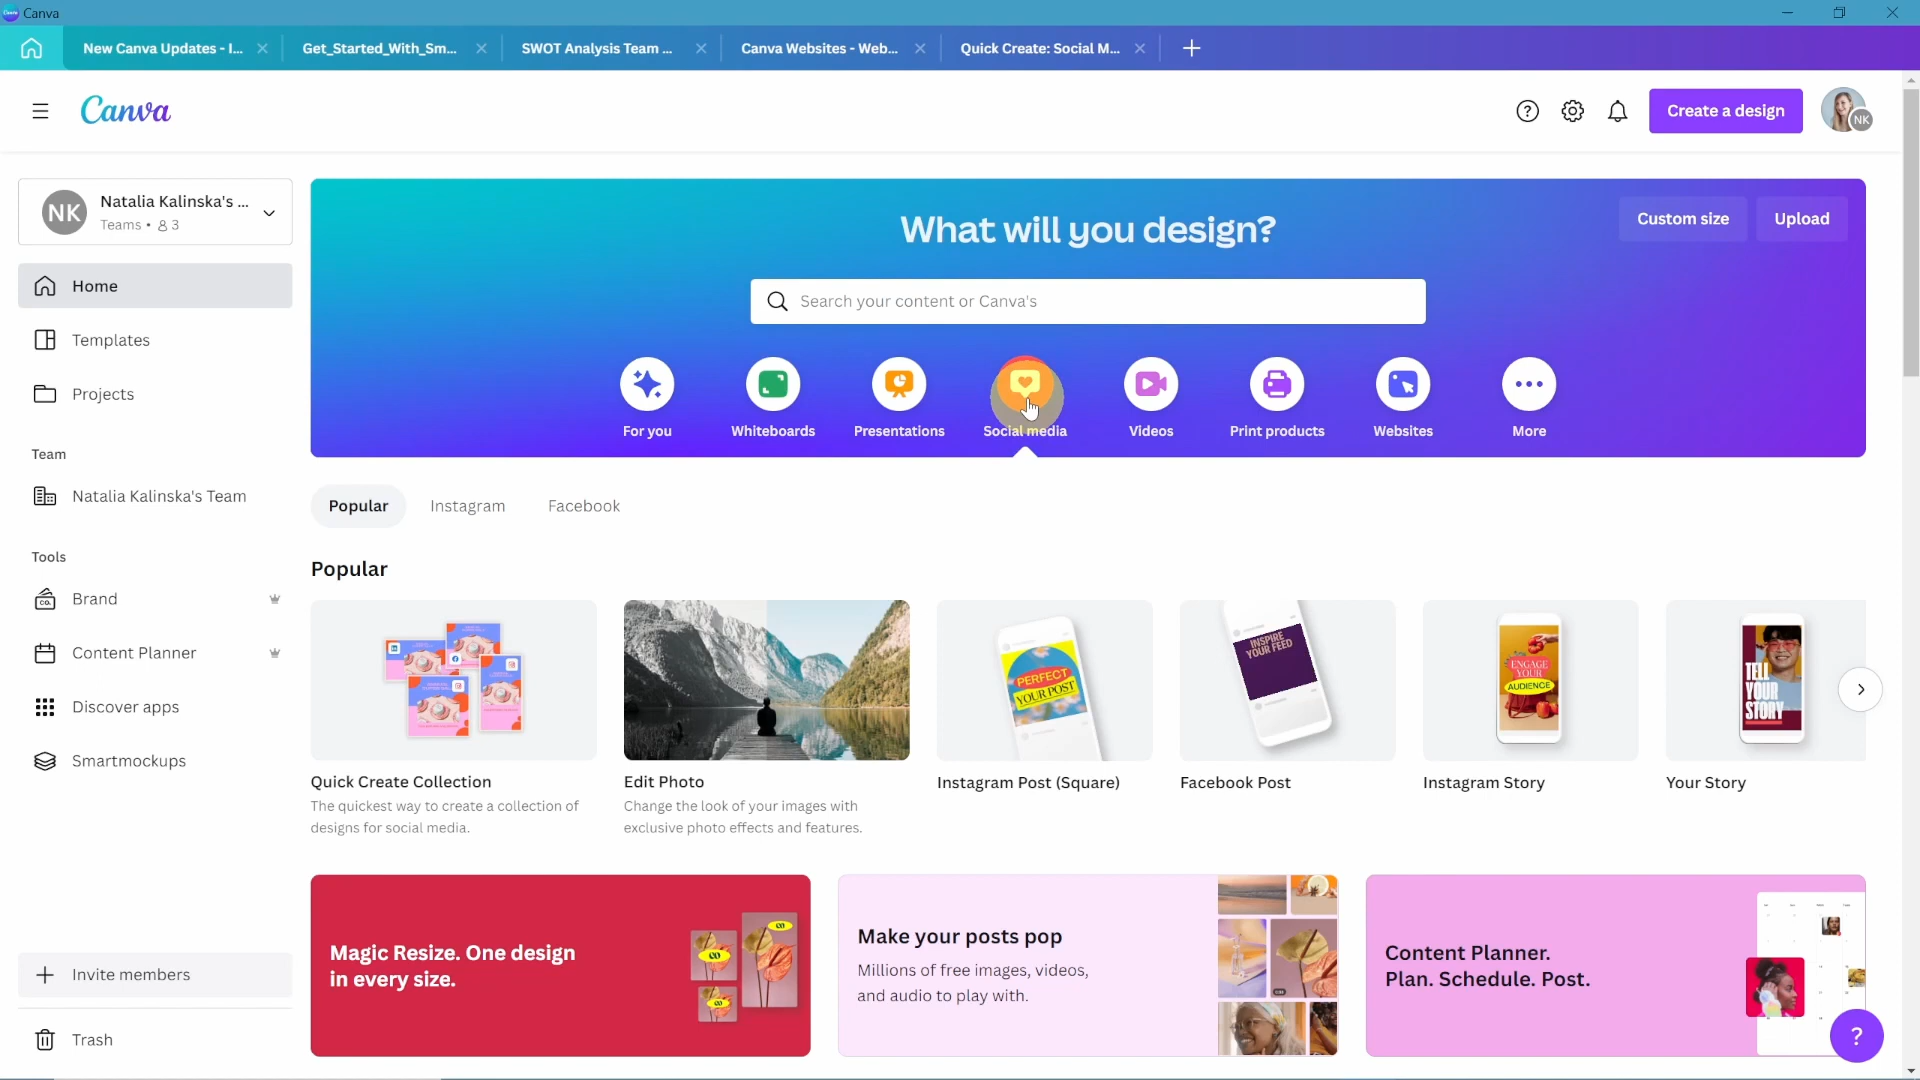 Canva
New Canva Updates - I...
Get_Started_With_Sm...
SWOT Analysis Team ...
Canva Websites - Web...
Quick Create: Social M...
Canva
Create a design
NK
NK
Natalia Kalinska's ...
Teams • 3
Home
Templates
Projects
Team
Natalia Kalinska's Team
Tools
Brand
Content Planner
Discover apps
Smartmockups
Invite members
Trash
What will you design?
Custom size
Upload
Search your content or Canva's
For you
Whiteboards
Presentations
Social media
Videos
Print products
Websites
More
Popular
Instagram
Facebook
Popular
PERFECT
YOUR POST
INSPIRE
YOUR FEED
ENGAGE
YOUR
AUDIENCE
TELL
YOUR
STORY
Quick Create Collection
The quickest way to create a collection of
designs for social media.
Edit Photo
Change the look of your images with
exclusive photo effects and features.
Instagram Post (Square)
Facebook Post
Instagram Story
Your Story
Magic Resize. One design
in every size.
Make your posts pop
Millions of free images, videos,
and audio to play with.
Content Planner.
Plan. Schedule. Post.
?